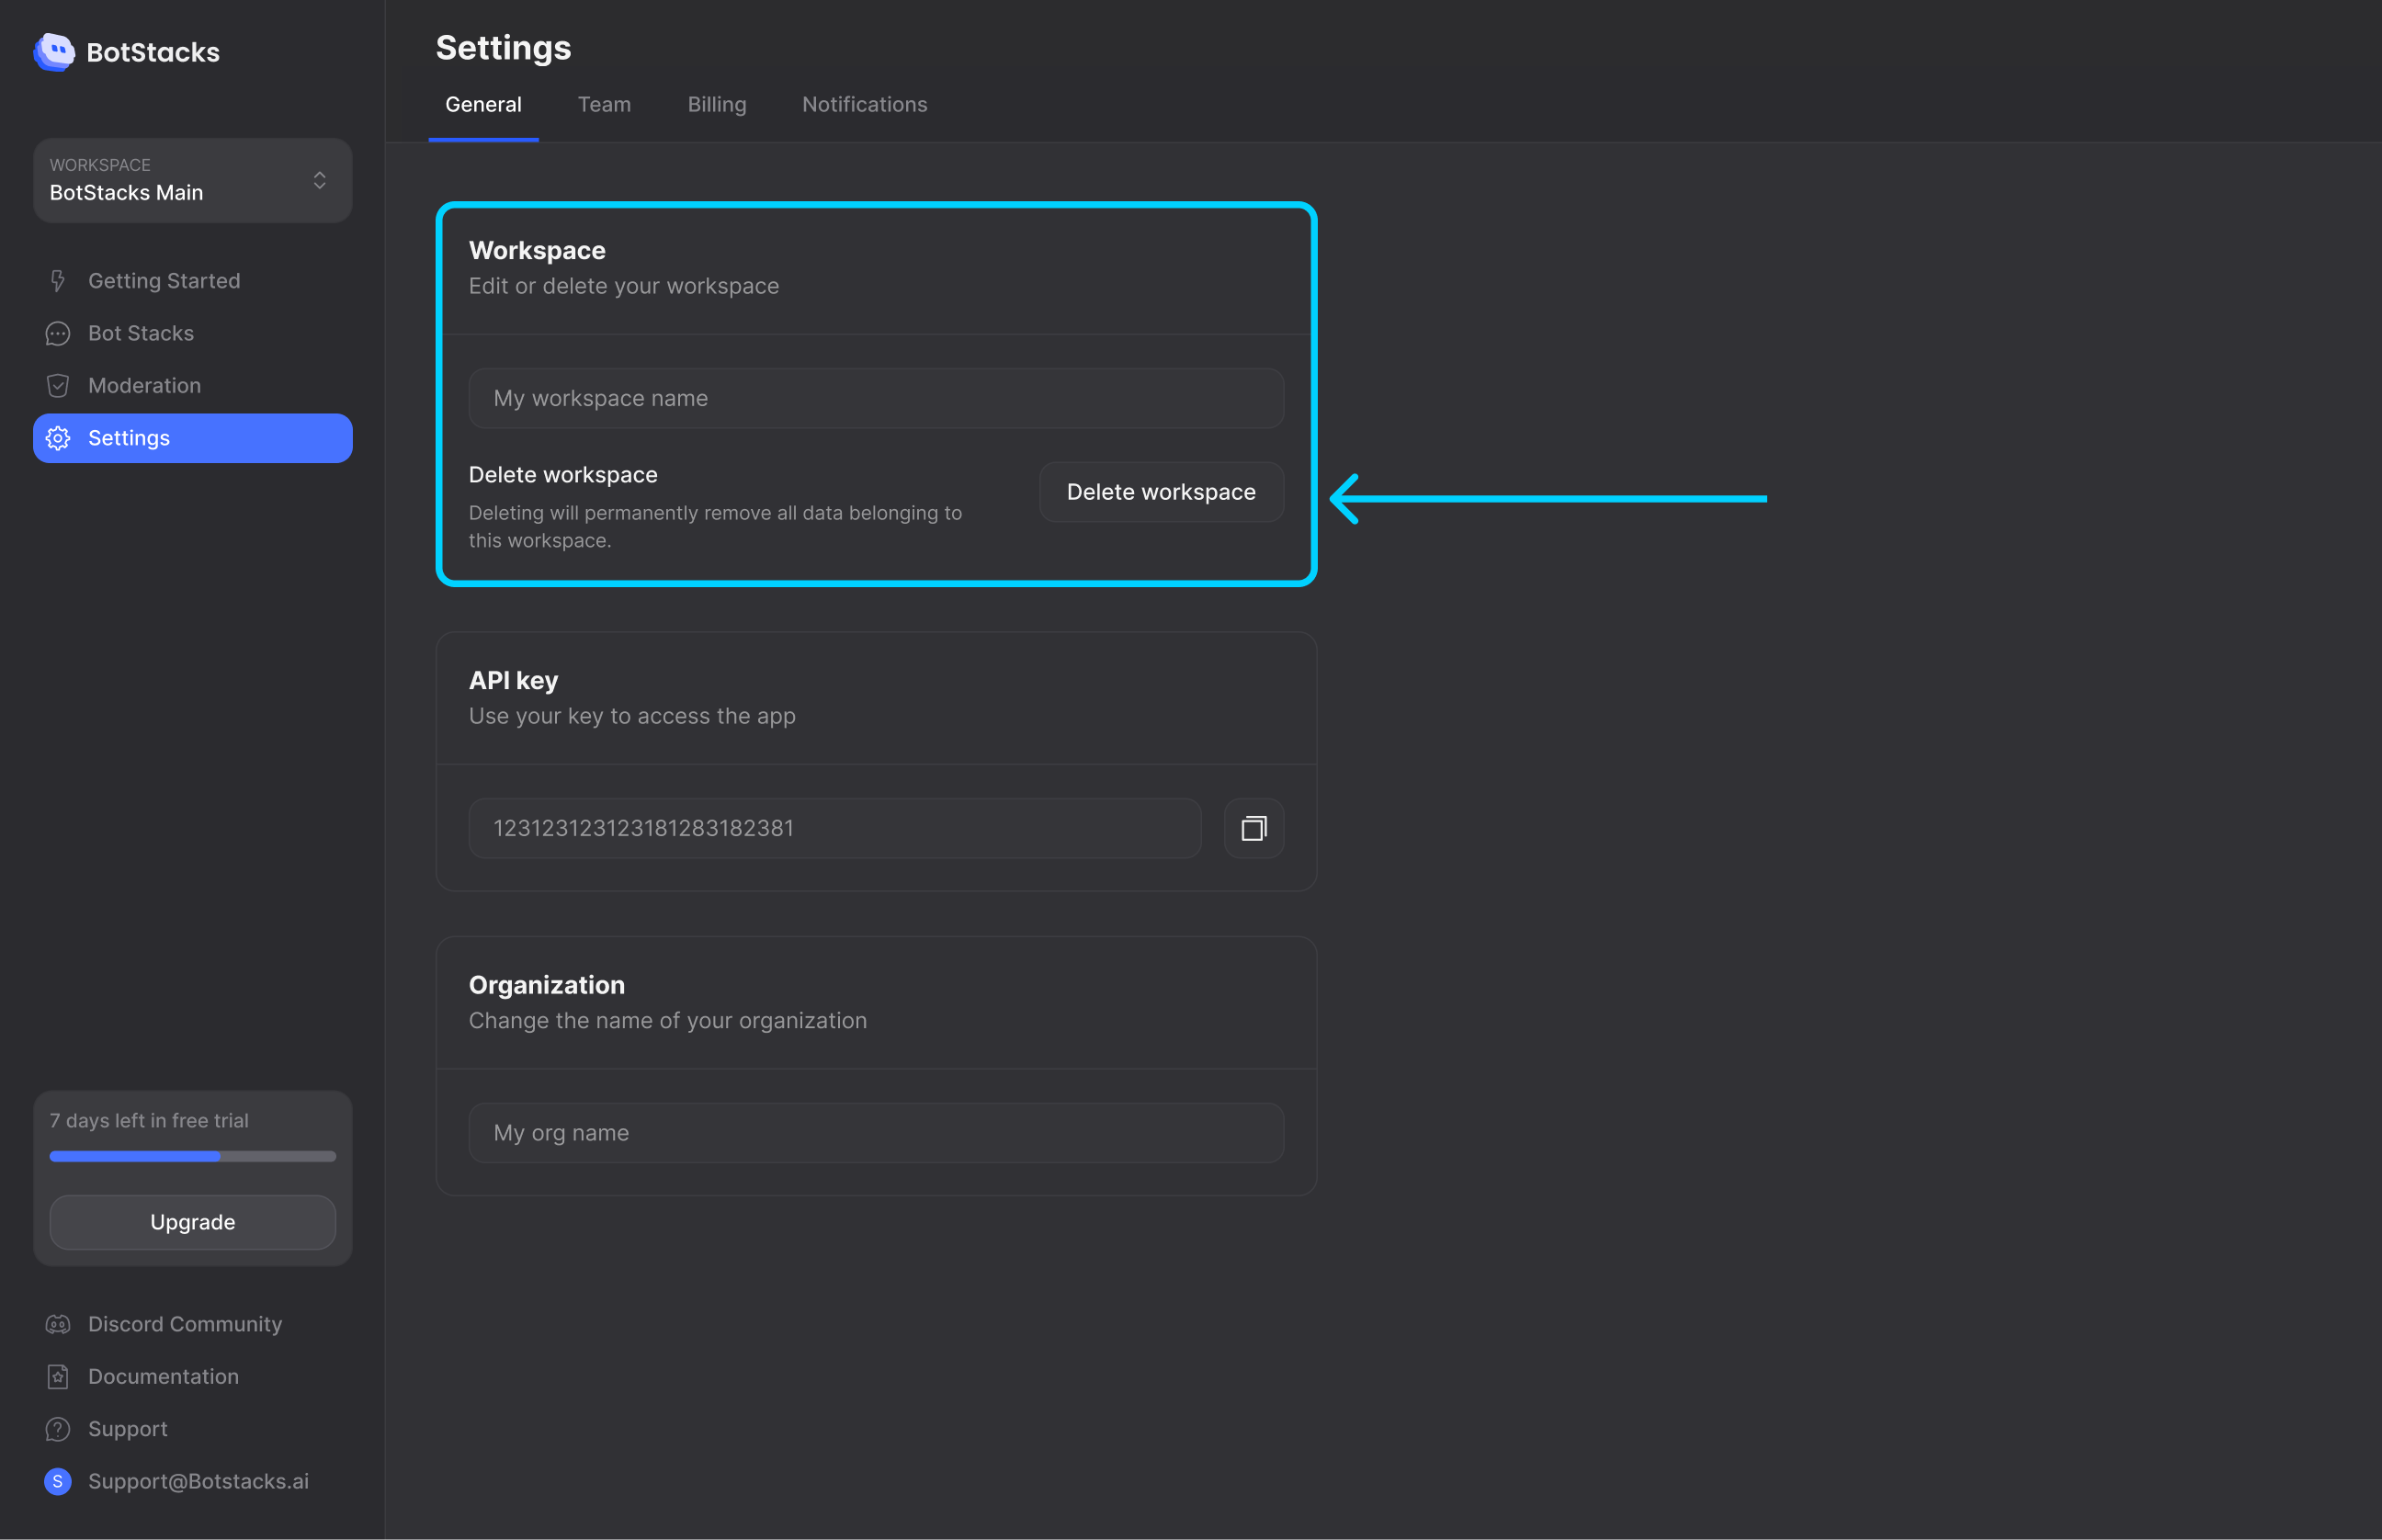 BotStacks
WORKSPACE
BotStacks Main
Getting Started
Bot Stacks
Moderation
Settings
7 days left in free trial
Upgrade
Discord Community
Documentation
Support
S
Support@Botstacks.ai
Settings
General
Team
Billing
Notifications
Workspace
Edit or delete your workspace
My workspace name
Delete workspace
Deleting will permanently remove all data belonging to
this workspace.
Delete workspace
API key
Use your key to access the app
123123123123181283182381
Organization
Change the name of your organization
My org name